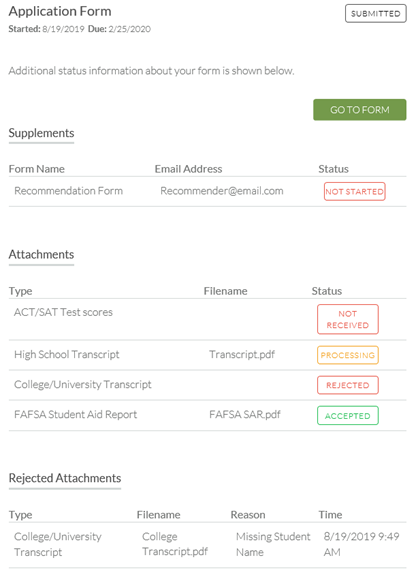 Application Form
SUBMITTED
Started: 8/19/2019 Due: 2/25/2020
Additional status information about your form is shown below.
GO TO FORM
Supplements
Form Name Email Address Status
Recommendation Form Recommender@email.com NOT STARTED
Attachments
Type Filename Status
ACT/SAT Test scores NOT
RECEIVED
High School Transcript Transcript.pdf PROCESSING
College/University Transcript REJECTED
FAFSA Student Aid Report FAFSA SAR.pdf ACCEPTED
Rejected Attachments
Type Filename Reason Time
College/University College Missing Student 8/19/2019 9:49
Transcript Transcript.pdf Name AM